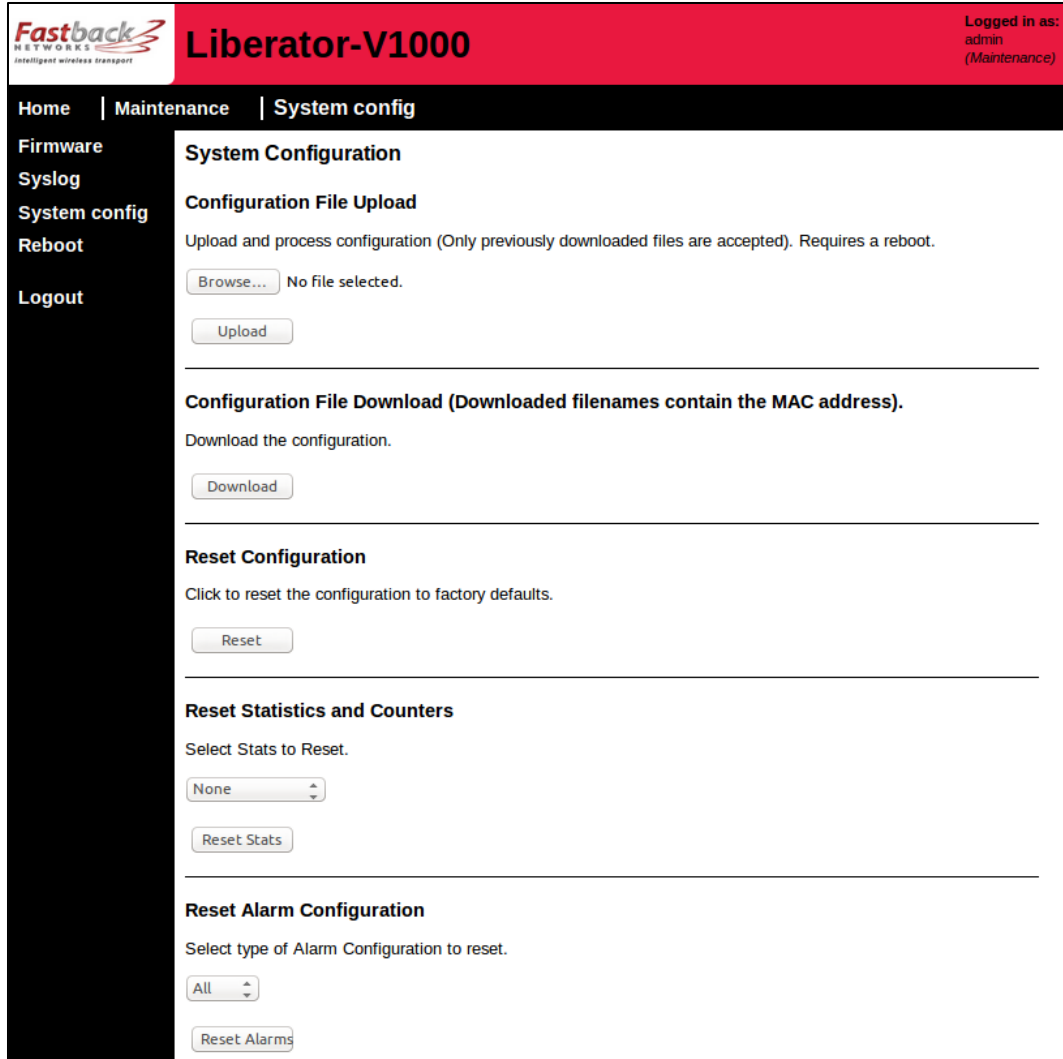 Fastback
NETWORKS
intelligent wireless transport
Liberator-V1000
Logged in as:
admin
(Maintenance)
Home | Maintenance | System config
Firmware
Syslog
System config
Reboot
Logout
System Configuration
Configuration File Upload
Upload and process configuration (Only previously downloaded files are accepted). Requires a reboot.
Browse... No file selected.
Upload
Configuration File Download (Downloaded filenames contain the MAC address).
Download the configuration.
Download
Reset Configuration
Click to reset the configuration to factory defaults.
Reset
Reset Statistics and Counters
Select Stats to Reset.
None
Reset Stats
Reset Alarm Configuration
Select type of Alarm Configuration to reset.
All
Reset Alarms